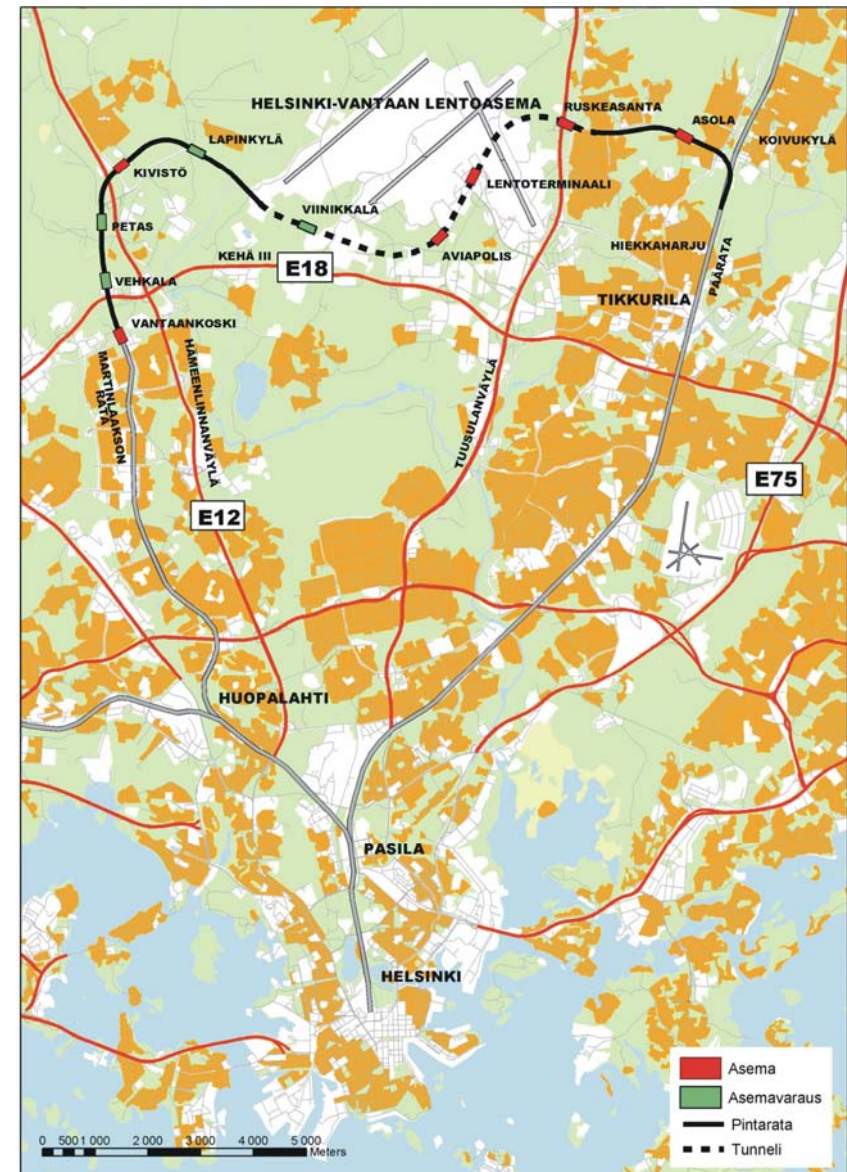 HELSINKI-VANTAAN LENTOASEMA
RUSKEASANTA
ASOLA
LAPINKYLÄ
KOIVUKYLÄ
KIVISTÖ
LENTOTERMINAALI
VIINIKKALA
PETAS
HIEKKAHARJU
PÄÄRATA
KEHÄ III
AVIAPOLIS
E18
VEHKALA
TIKKURILA
VANTAANKOSKI
MARTINLAAKSON
RATA
HÄMEENLINNANVÄYLÄ
TUUSULANVÄYLÄ
E75
E12
HUOPALAHTI
PASILA
HELSINKI
Asema
Asemavaraus
Pintarata
Tunneli
0 500 1 000 2 000 3 000 4 000 5 000
Meters